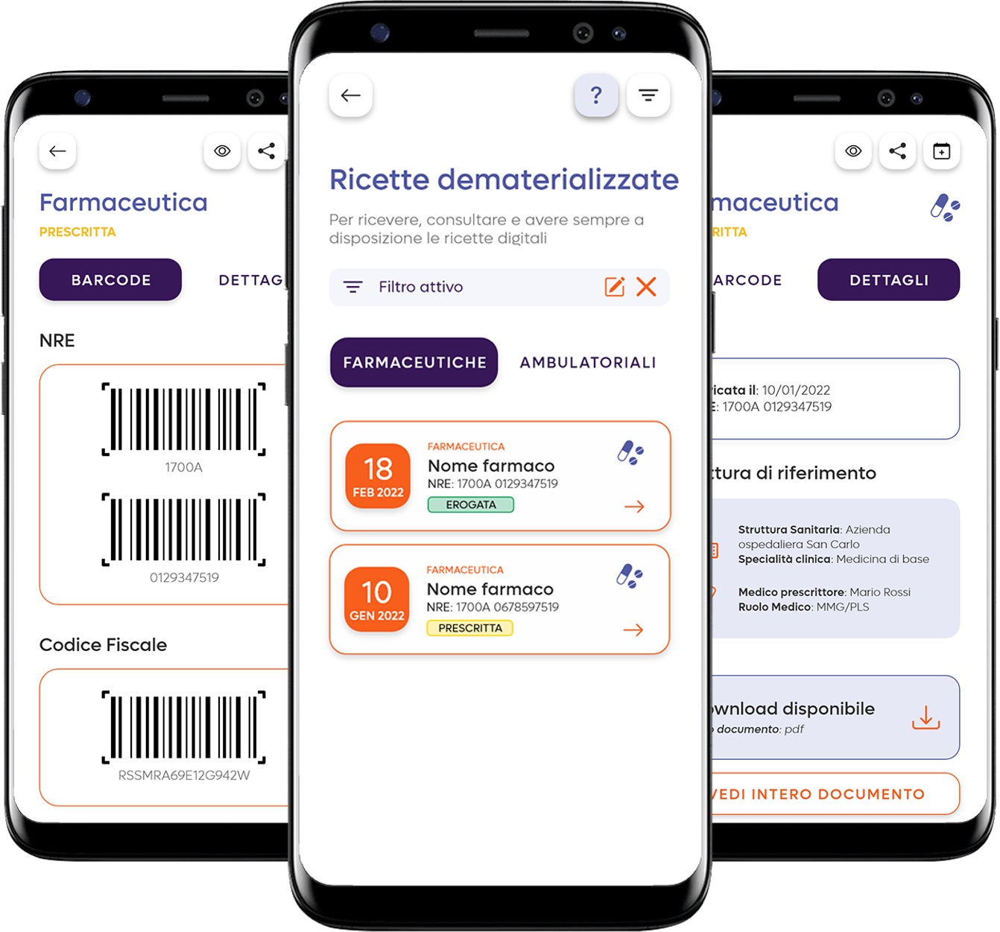 Farmaceutica
PRESCRITTA
BARCODE
DETTAG
NRE
1700A
0129347519
Codice Fiscale
RSSMRA69E12G942W
?
Ricette dematerializzate
Per ricevere, consultare e avere sempre a
disposizione le ricette digitali
Filtro attivo
FARMACEUTICHE
AMBULATORIALI
18
FEB 2022
FARMACEUTICA
Nome farmaco
NRE: 1700A 0129347519
EROGATA
10
GEN 2022
FARMACEUTICA
Nome farmaco
NRE: 1700A 0678597519
PRESCRITTA
maceutica
RITTA
ARCODE
DETTAGLI
ricata il: 10/01/2022
E: 1700A 0129347519
ttura di riferimento
Struttura Sanitaria: Azienda
ospedaliera San Carlo
Specialità clinica: Medicina di base
Medico prescrittore: Mario Rossi
Ruolo Medico: MMG/PLS
ownload disponibile
o documento: pdf
VEDI INTERO DOCUMENTO